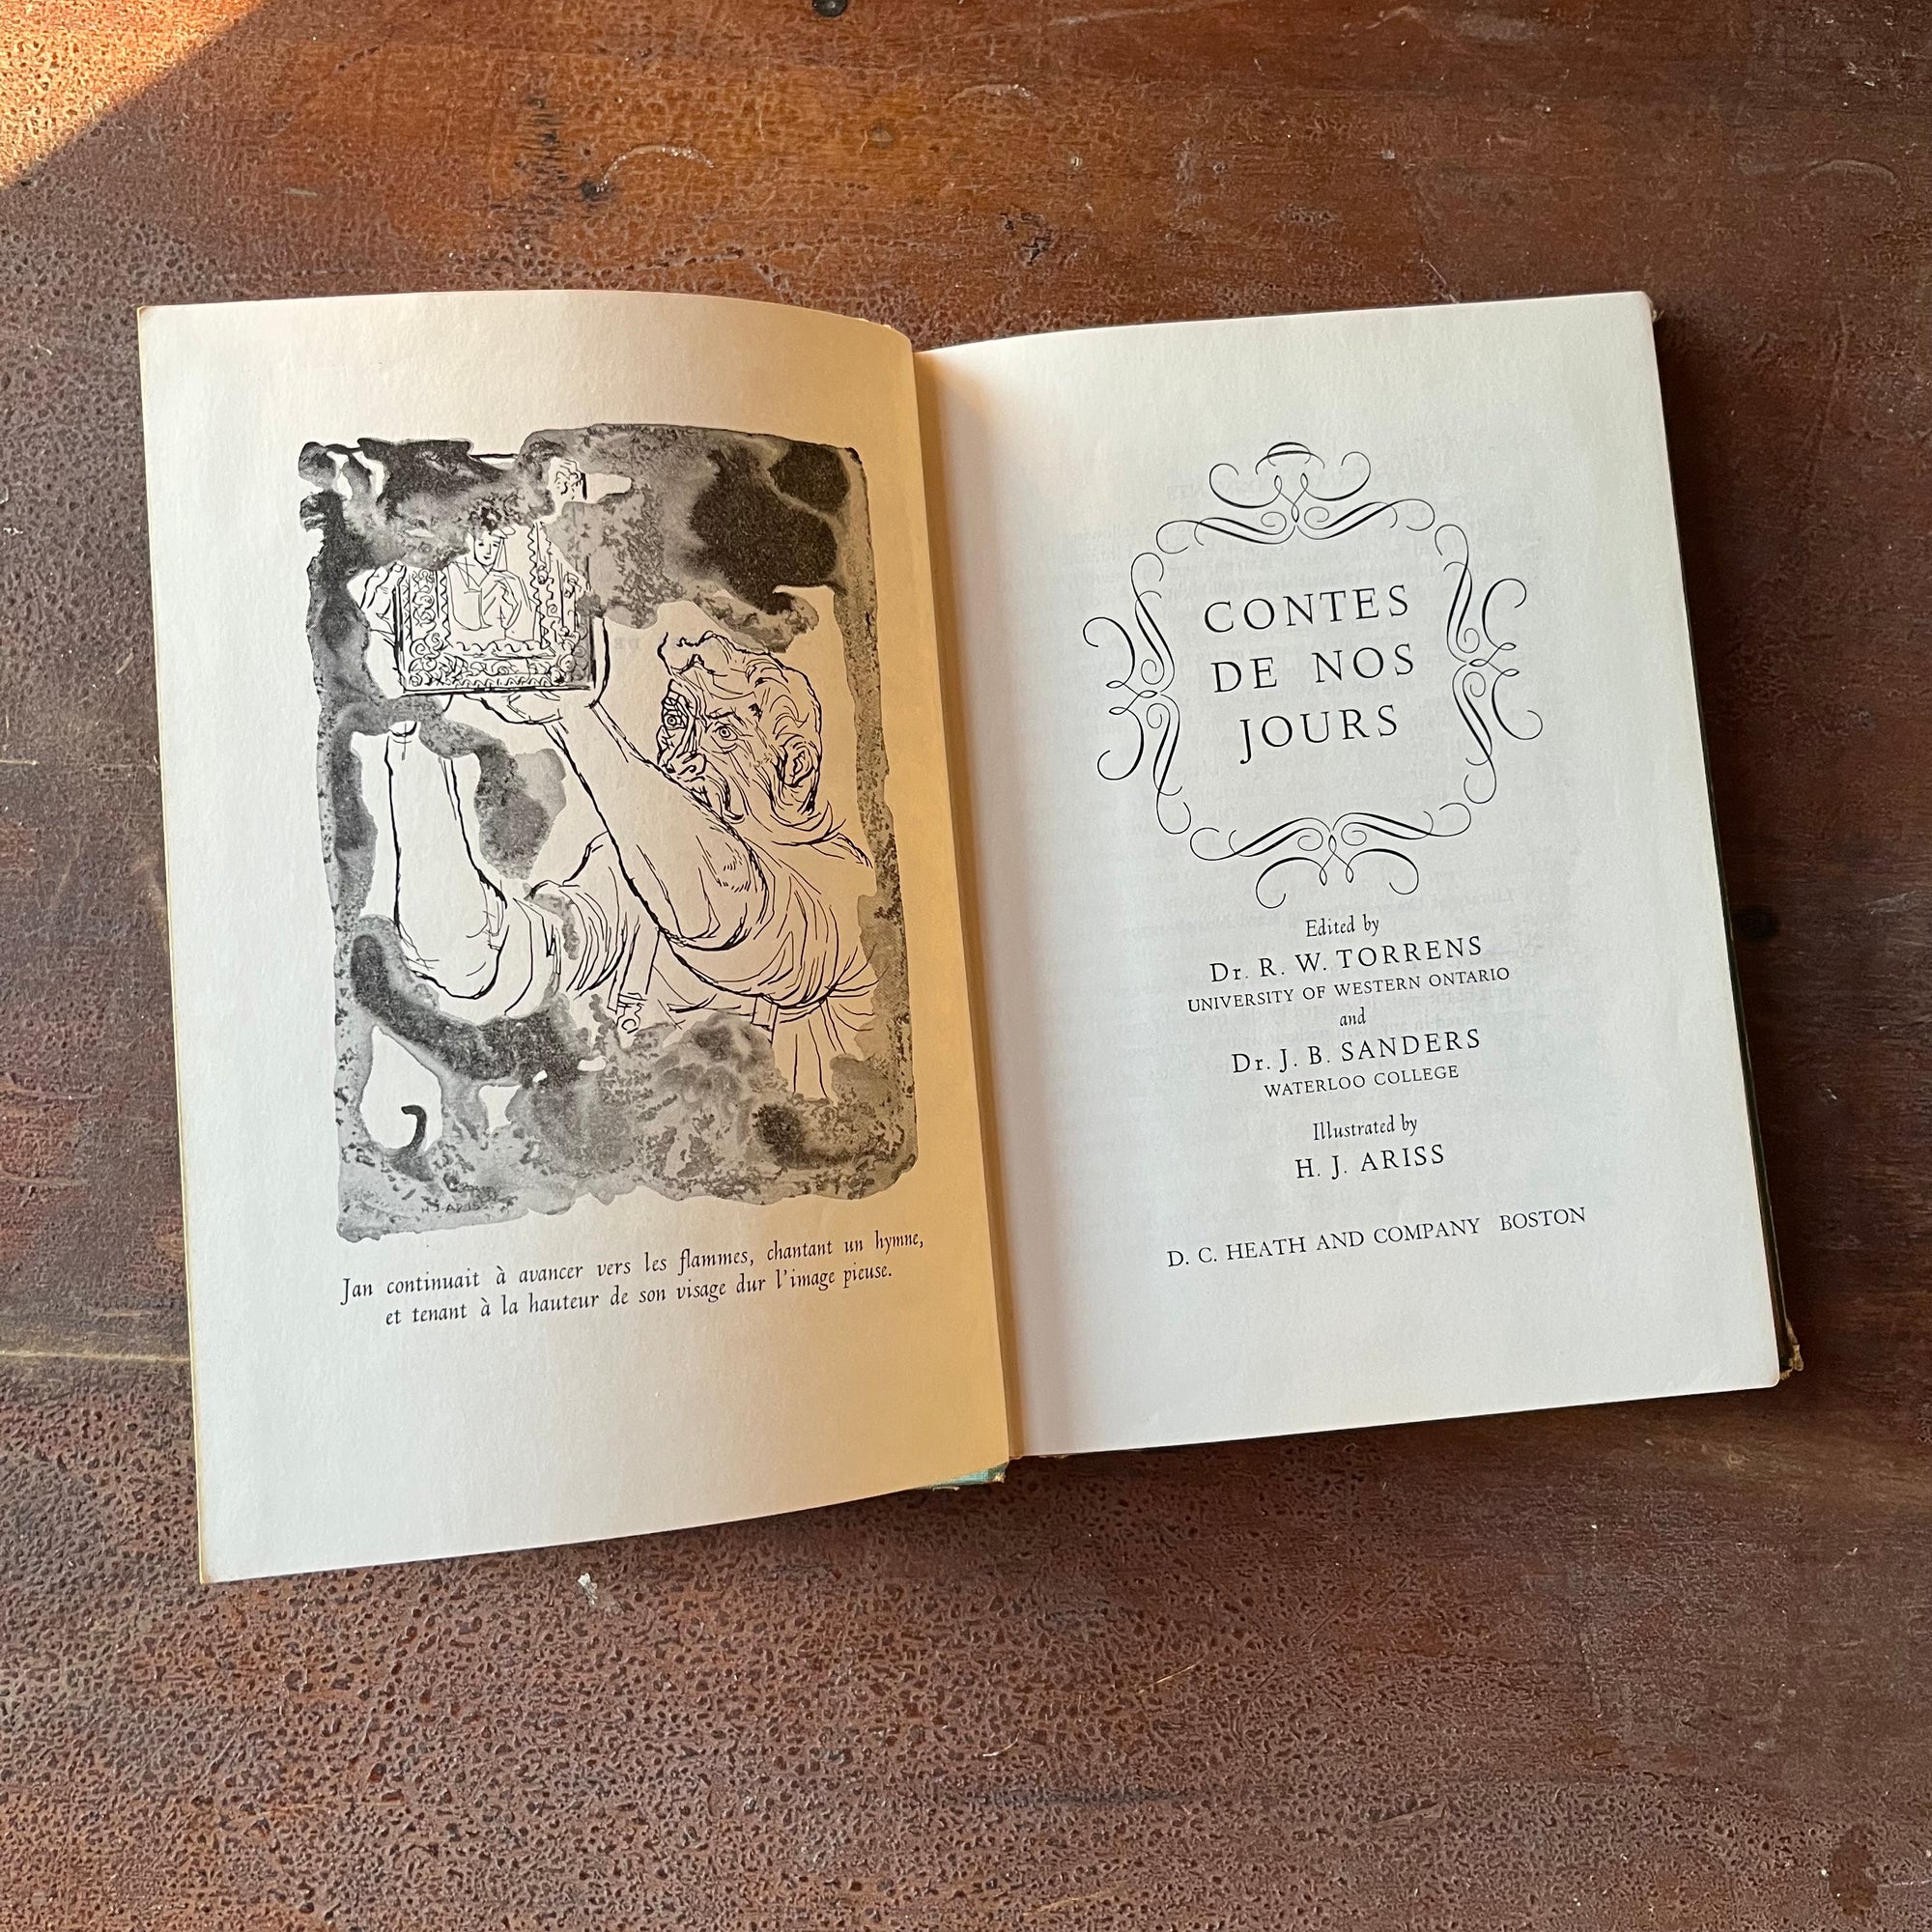 H.J.ARISS
Jan continuait à avancer vers les flammes, chantant un hymne,
et tenant à la hauteur de son visage dur l'image pieuse.
CONTES
DE NOS
JOURS
Edited by
Dr. R. W. TORRENS
UNIVERSITY OF WESTERN ONTARIO
and
Dr. J. B. SANDERS
WATERLOO COLLEGE
Illustrated by
H. J. ARISS
D. C. HEATH AND COMPANY BOSTON